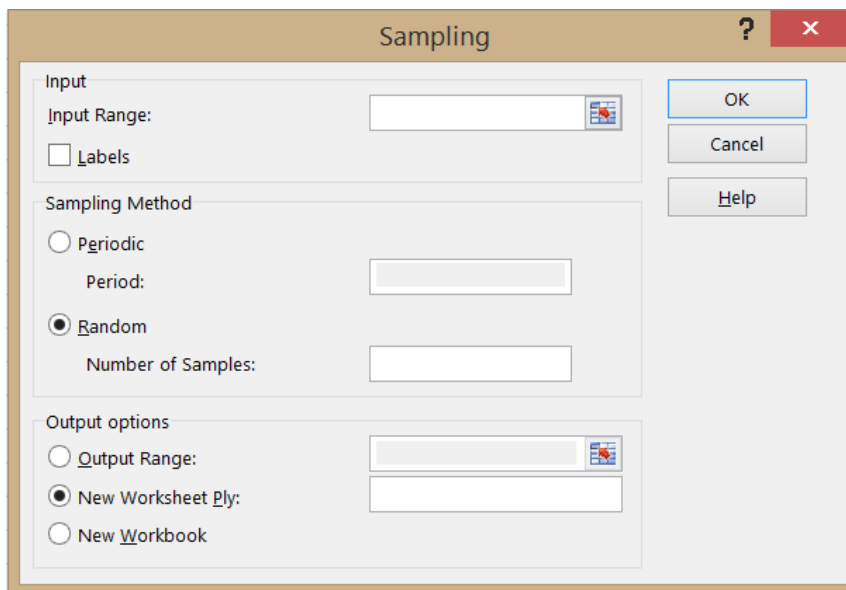 Sampling
?
Input
Input Range:
Labels
OK
Cancel
Help
Sampling Method
Periodic
Period:
Random
Number of Samples:
Output options
Output Range:
New Worksheet Ply:
New Workbook